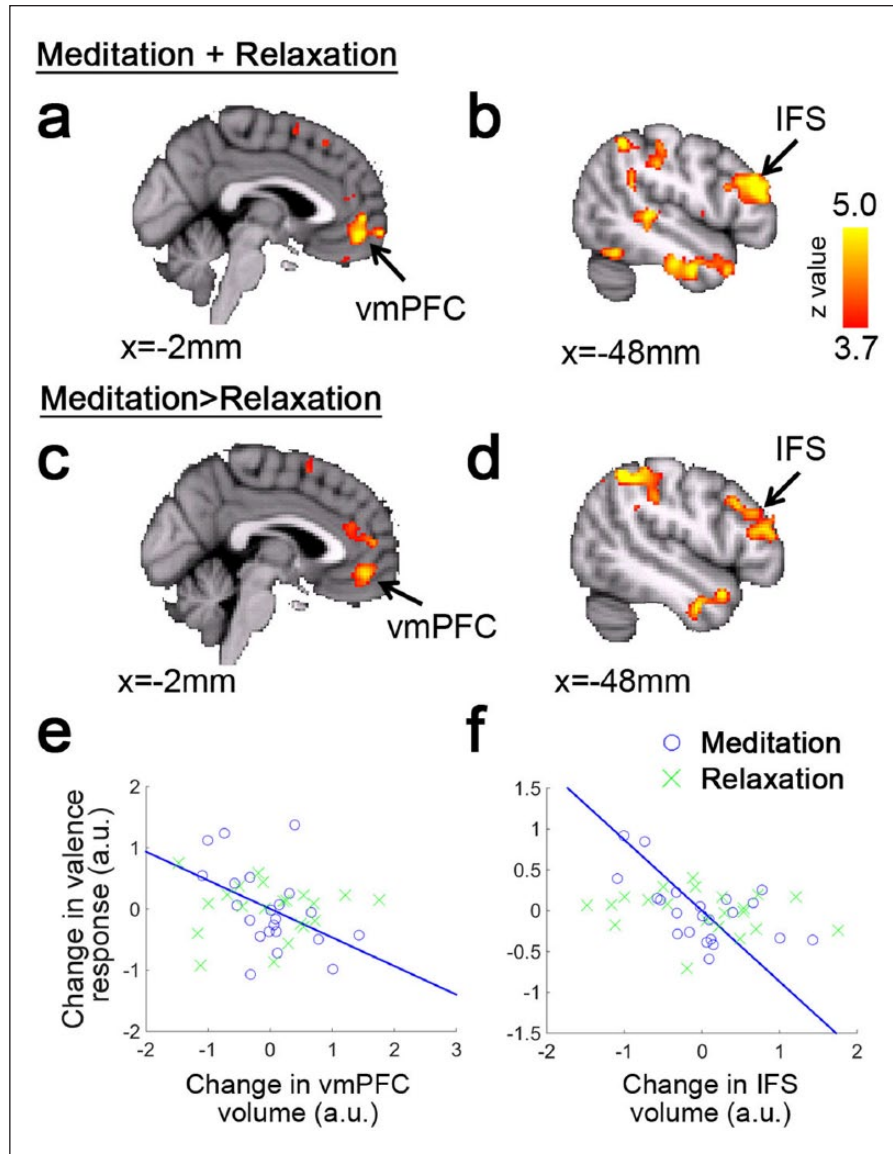 Meditation + Relaxation
a
b
IFS
vmPFC
5.0
z value
3.7
x=-2mm
x=-48mm
Meditation>Relaxation
c
d
IFS
vmPFC
x=-2mm
x=-48mm
e
f
Meditation
Relaxation
Change in valence
response (a.u.)
2
1
0
-1
-2
-2
-1
0
1
2
3
Change in vmPFC
volume (a.u.)
1.5
1
0.5
0
-0.5
-1
-1.5
-2
-1
0
1
2
Change in IFS
volume (a.u.)